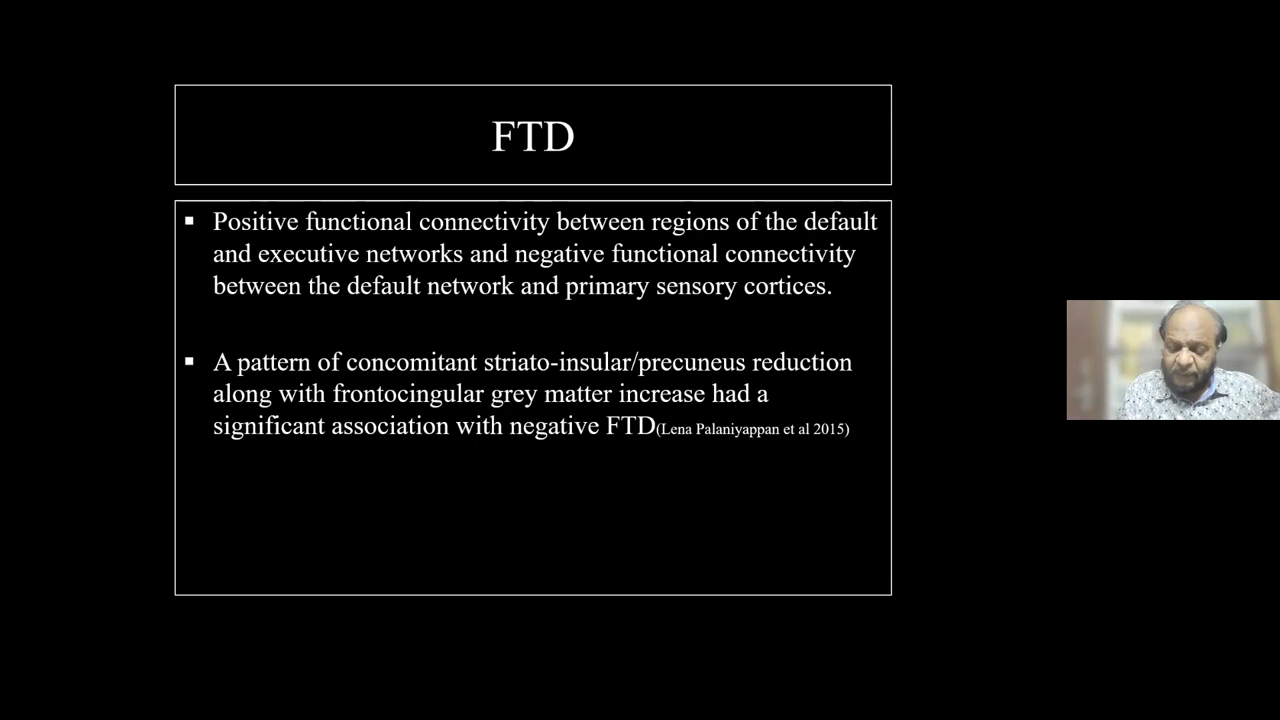 FTD
▪ Positive functional connectivity between regions of the default
and executive networks and negative functional connectivity
between the default network and primary sensory cortices.
▪ A pattern of concomitant striato-insular/precuneus reduction
along with frontocingular grey matter increase had a
significant association with negative FTD(Lena Palaniyappan et al 2015)